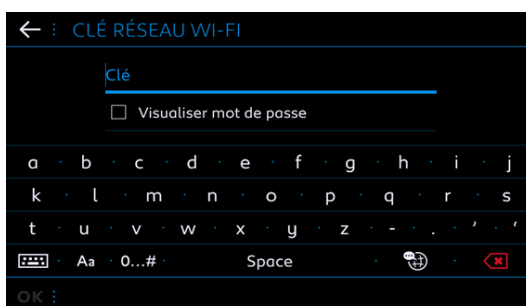 CLÉ RÉSEAU WI-FI
Clé
Visualiser mot de passe
a b c d e f g h i j
k l m n o p q r s
t u v w x y z - . ' ‘
Aa 0...# Space
OK